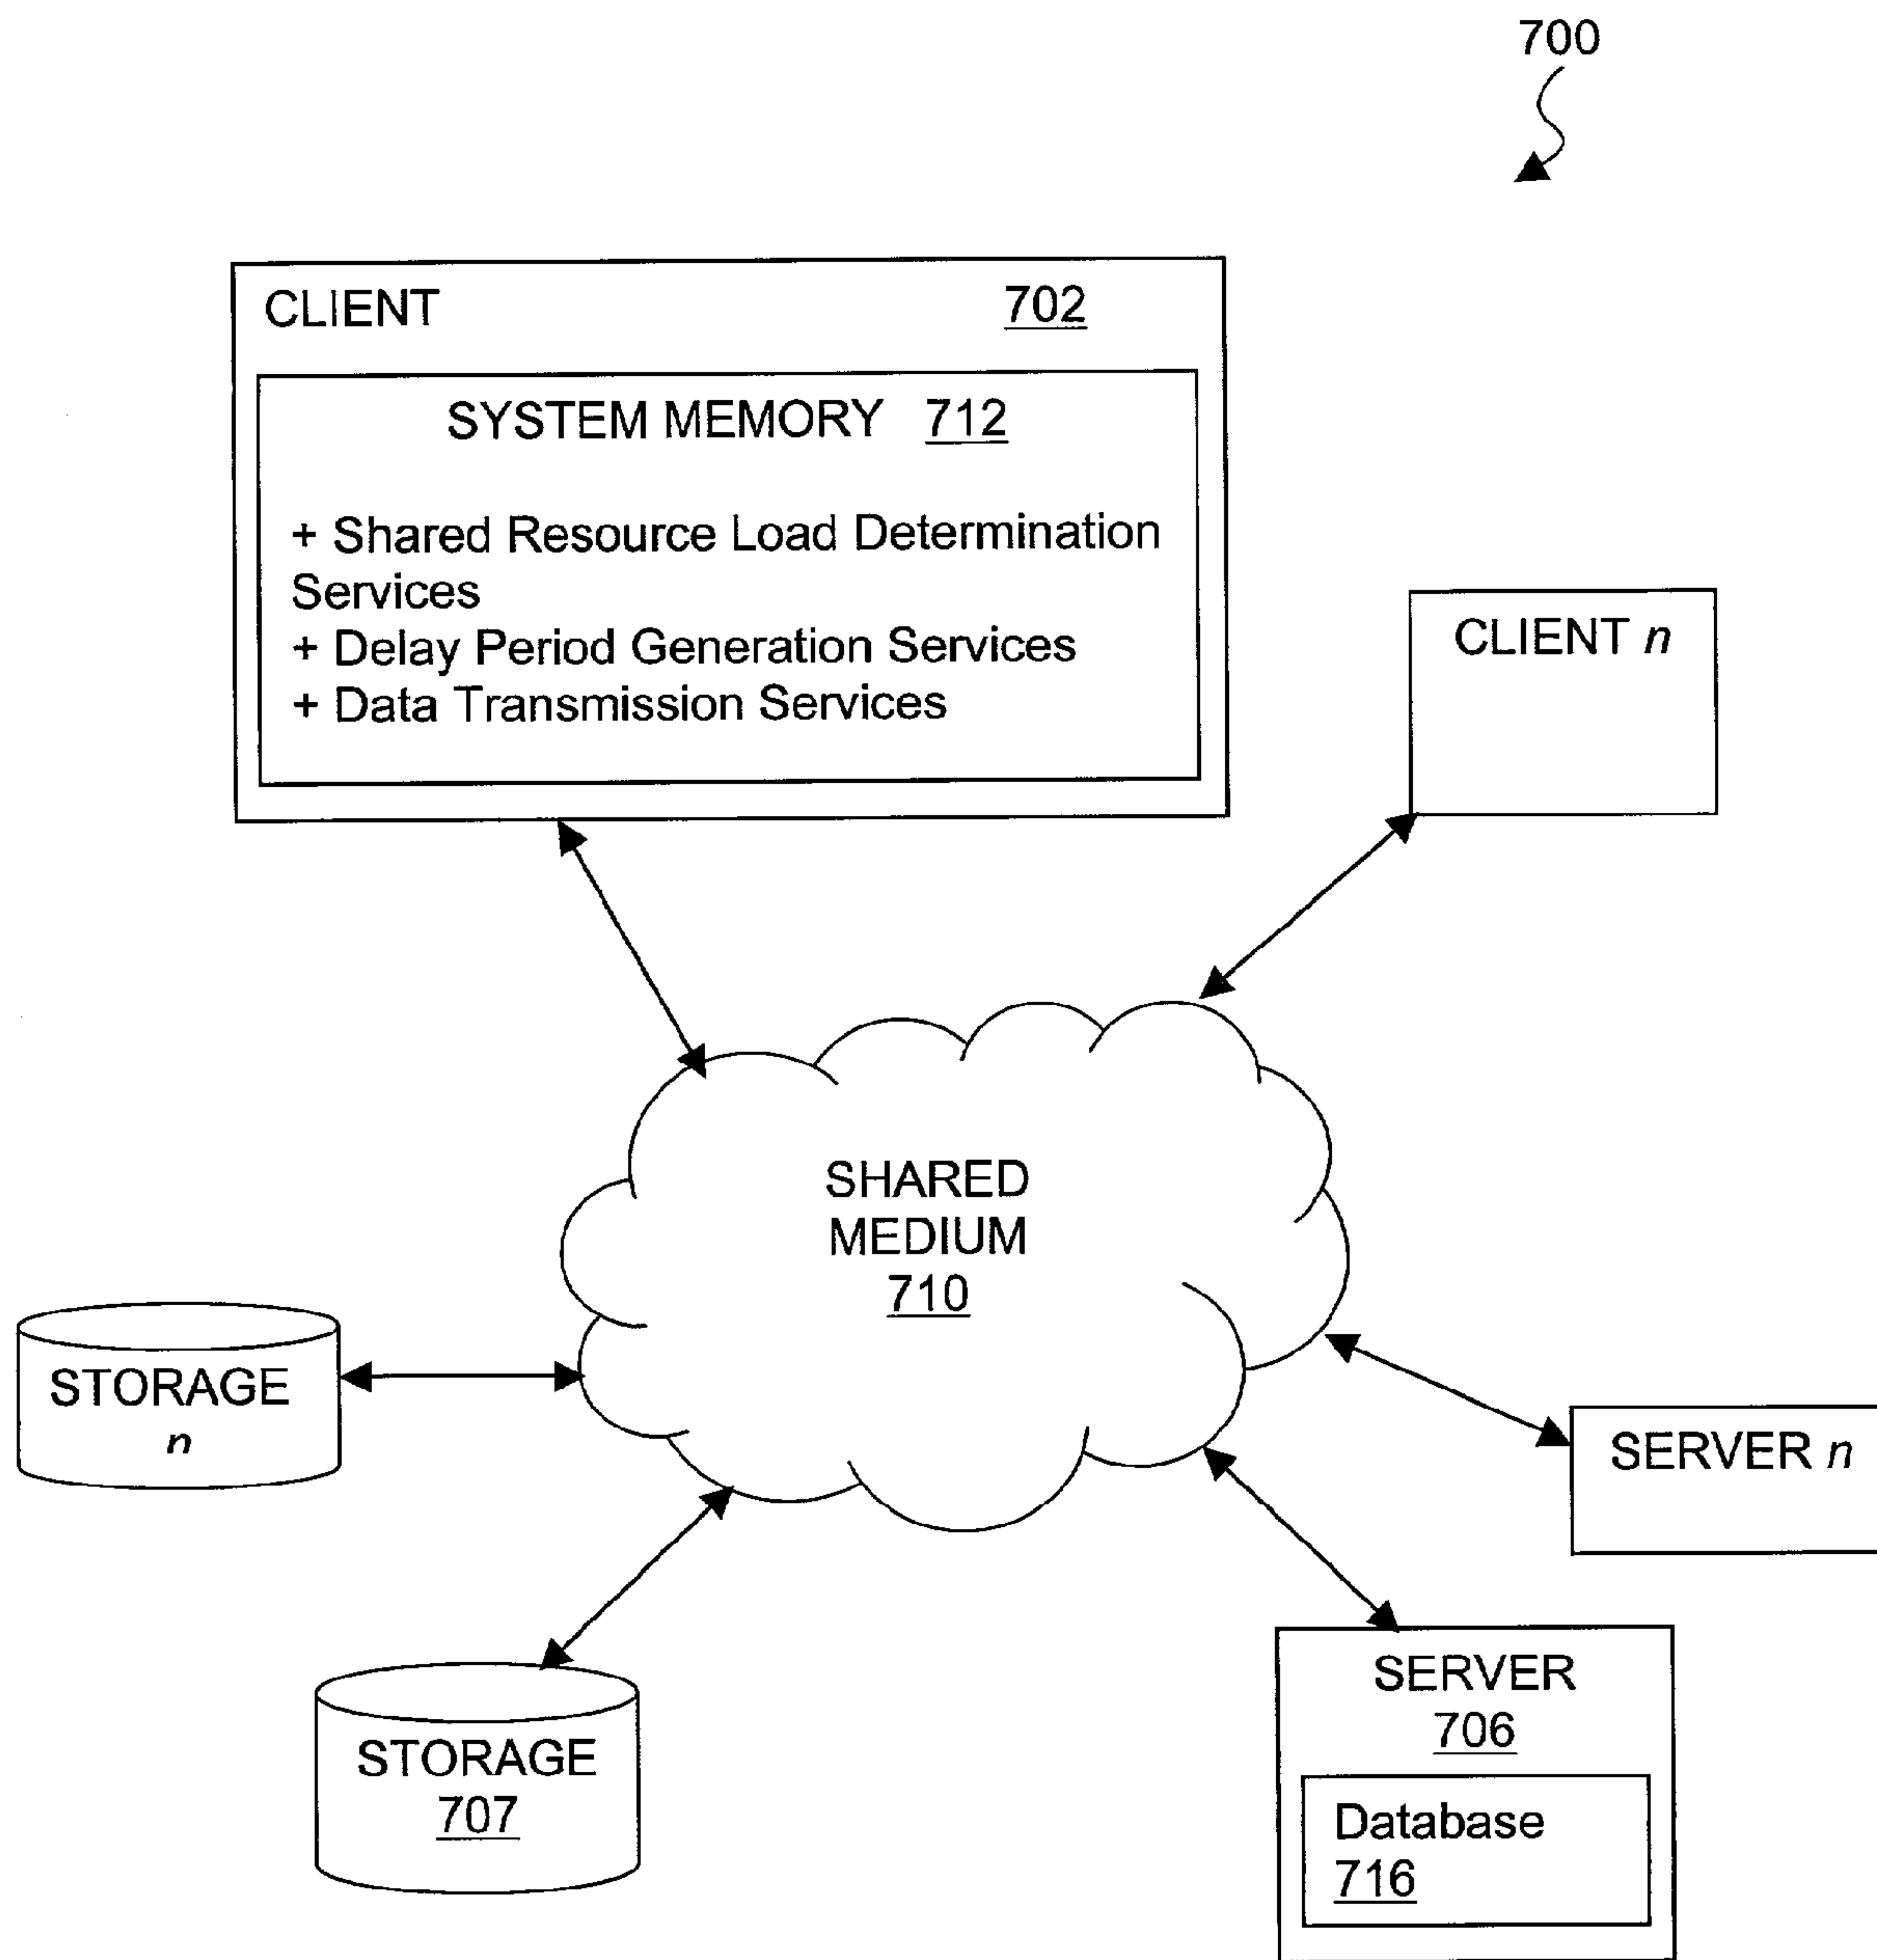 700
CLIENT 702
SYSTEM MEMORY 712
+ Shared Resource Load Determination
Services
+ Delay Period Generation Services
+ Data Transmission Services
CLIENT n
SHARED
MEDIUM
710
STORAGE
n
SERVER n
STORAGE
707
SERVER
706
Database
716